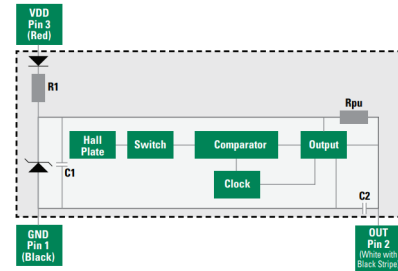 VDD
Pin 3
(Red)
R1
Rpu
Hall
Plate
Switch
Comparator
Output
C1
Clock
C2
GND
Pin 1
(Black)
OUT
Pin 2
(White with
Black Stripe)